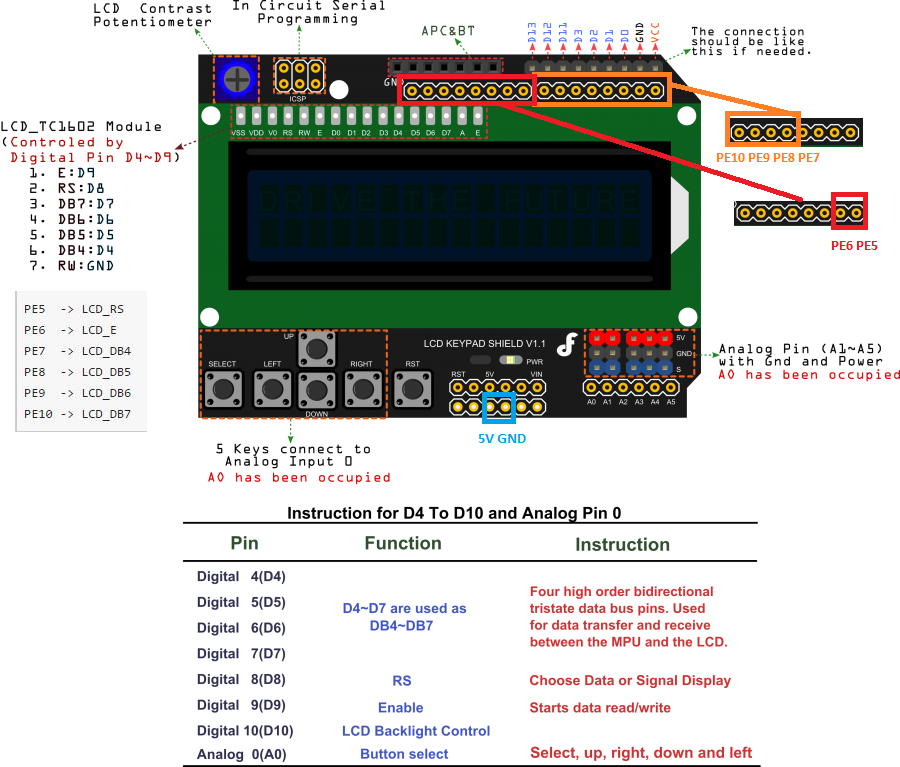 LCD Contrast
Potentiometer
In Circuit Serial
Programming
APC&BT
D13
D12
D11
D3
D2
D1
D0
GND
VCC
The connection
should be like
this if needed.
ICSP
GND
LCD_TC1602 Module
(Controled by
Digital Pin D4~D9)
1. E:D9
2. RS:D8
3. DB7:D7
4. DB6:D6
5. DB5:D5
6. DB4:D4
7. RW:GND
VSS VDD V0 RS RW E D0 D1 D2 D3 D4 D5 D6 D7 A E
DRIVE THE FUTURE
PE10 PE9 PE8 PE7
PE6 PE5
PE5 -> LCD_RS
PE6 -> LCD_E
PE7 -> LCD_DB4
PE8 -> LCD_DB5
PE9 -> LCD_DB6
PE10 -> LCD_DB7
UP
SELECT
LEFT
RIGHT
RST
DOWN
LCD KEYPAD SHIELD V1.1
PWR
RST 5V VIN
5V
GND
S
A0 A1 A2 A3 A4 A5
Analog Pin (A1~A5)
with Gnd and Power
A0 has been occupied
5V GND
5 Keys connect to
Analog Input 0
A0 has been occupied
Instruction for D4 To D10 and Analog Pin 0
Pin Function Instruction
Digital 4(D4)
Digital 5(D5)
Digital 6(D6)
Digital 7(D7)
D4~D7 are used as
DB4~DB7
Four high order bidirectional
tristate data bus pins. Used
for data transfer and receive
between the MPU and the LCD.
Digital 8(D8) RS Choose Data or Signal Display
Digital 9(D9) Enable Starts data read/write
Digital 10(D10) LCD Backlight Control
Analog 0(A0) Button select Select, up, right, down and left